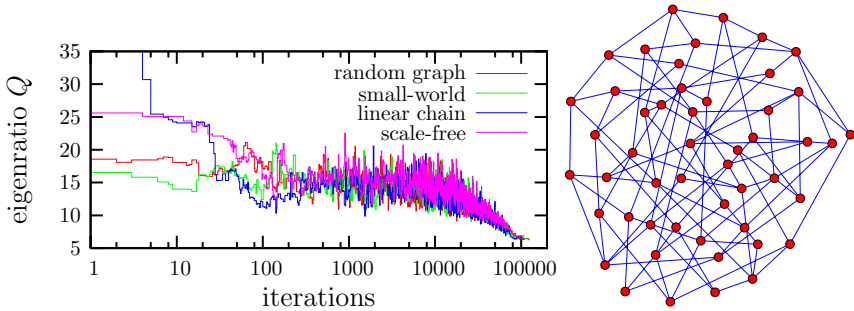 35
30
25
20
15
10
5
eigenratio Q
random graph
small-world
linear chain
scale-free
1 10 100 1000 10000 100000
iterations